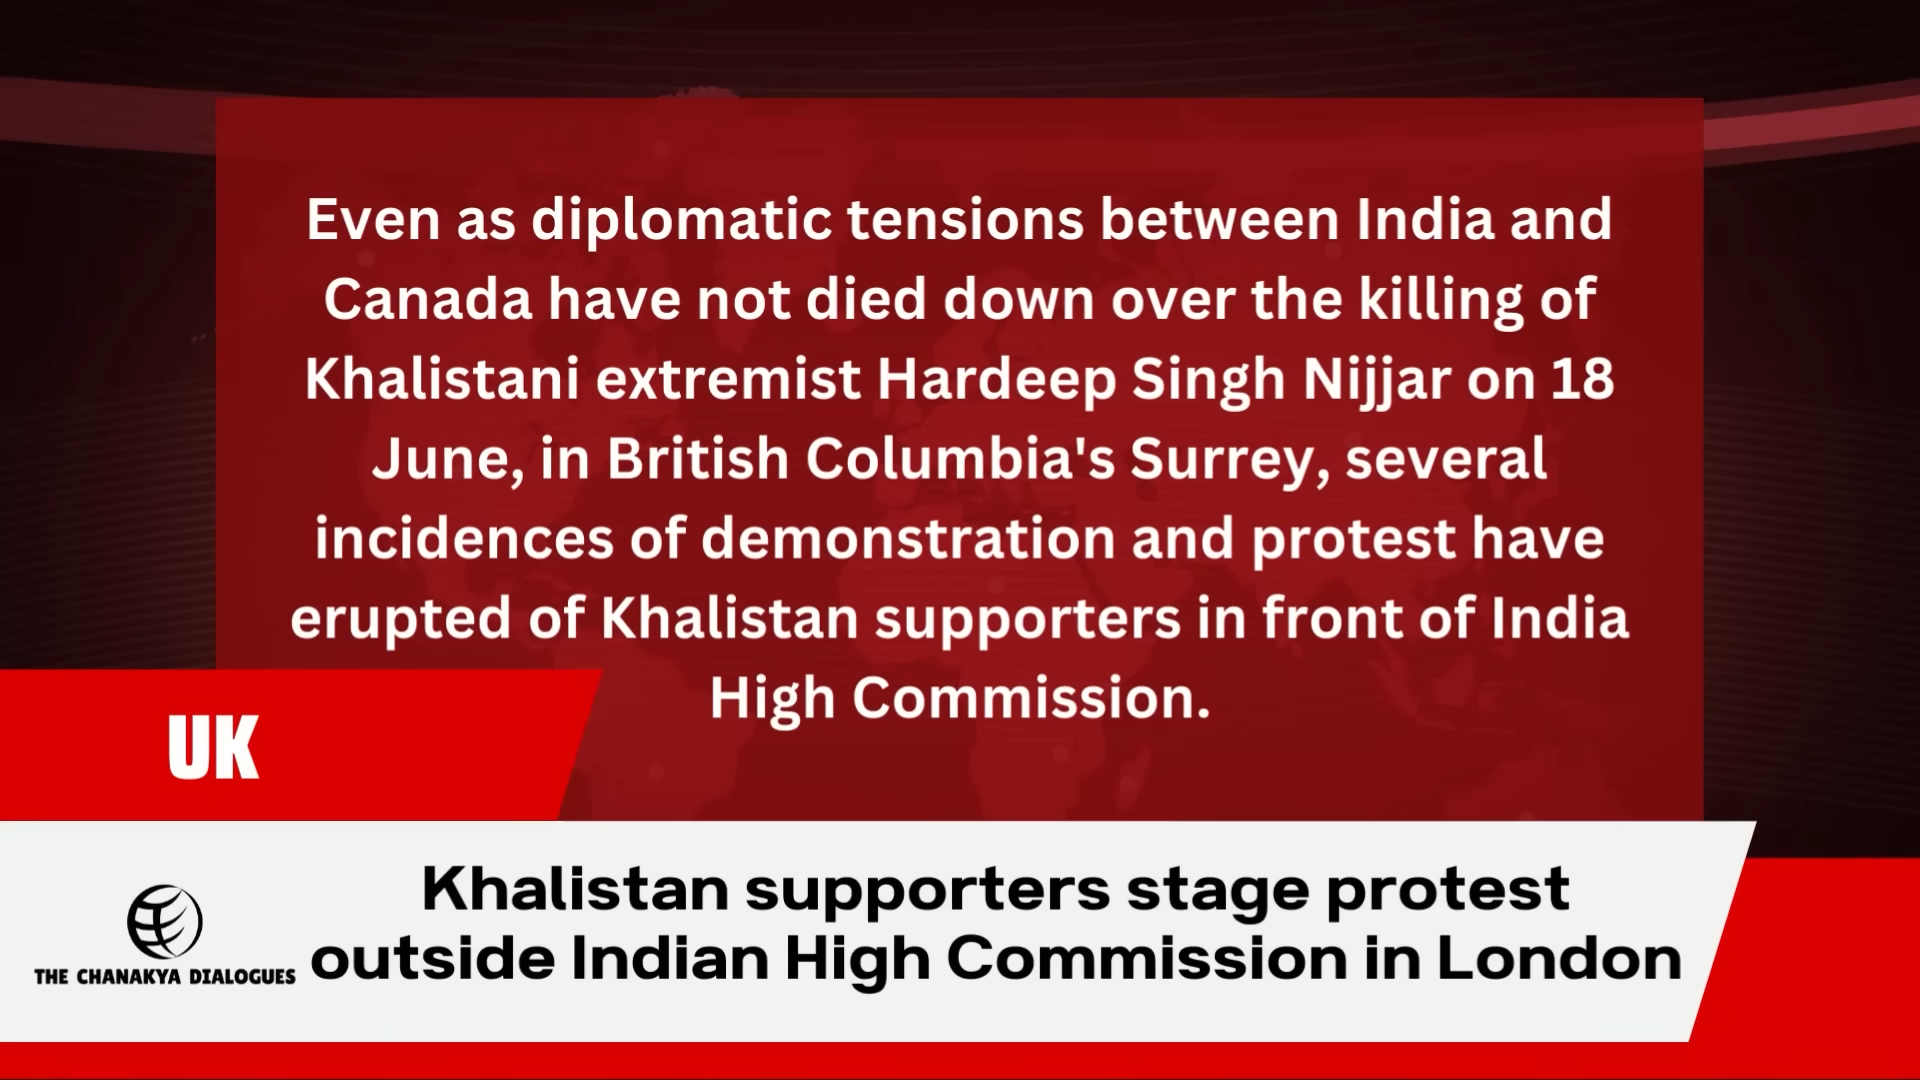 Even as diplomatic tensions between India and
Canada have not died down over the killing of
Khalistani extremist Hardeep Singh Nijjar on 18
June, in British Columbia's Surrey, several
incidences of demonstration and protest have
erupted of Khalistan supporters in front of India
High Commission.
UK
Khalistan supporters stage protest
outside Indian High Commission in London
THE CHANAKYA DIALOGUES